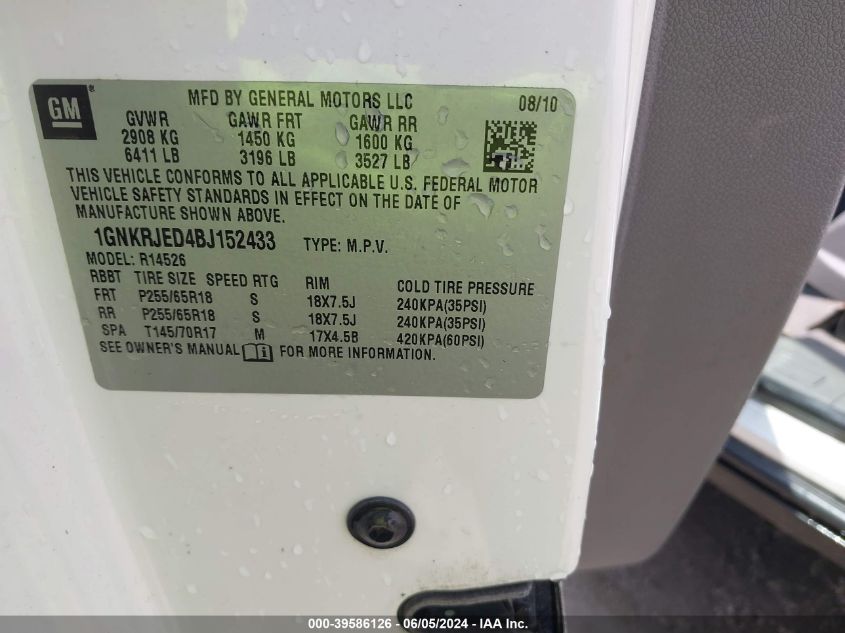 GM
MFD BY GENERAL MOTORS LLC 08/10
GVWR GAWR FRT GAWR RR
2908 KG 1450 KG 1600 KG
6411 LB 3196 LB 3527 LB
THIS VEHICLE CONFORMS TO ALL APPLICABLE U.S. FEDERAL MOTOR
VEHICLE SAFETY STANDARDS IN EFFECT ON THE DATE OF
MANUFACTURE SHOWN ABOVE.
1GNKRJED4BJ152433 TYPE: M.P.V.
MODEL: R14526
RBBT TIRE SIZE SPEED RTG RIM COLD TIRE PRESSURE
FRT P255/65R18 S 18X7.5J 240KPA(35PSI)
RR P255/65R18 S 18X7.5J 240KPA(35PSI)
SPA T145/70R17 M 17X4.5B 420KPA(60PSI)
SEE OWNER'S MANUAL FOR MORE INFORMATION.
000-39586126 - 06/05/2024 - IAA Inc.